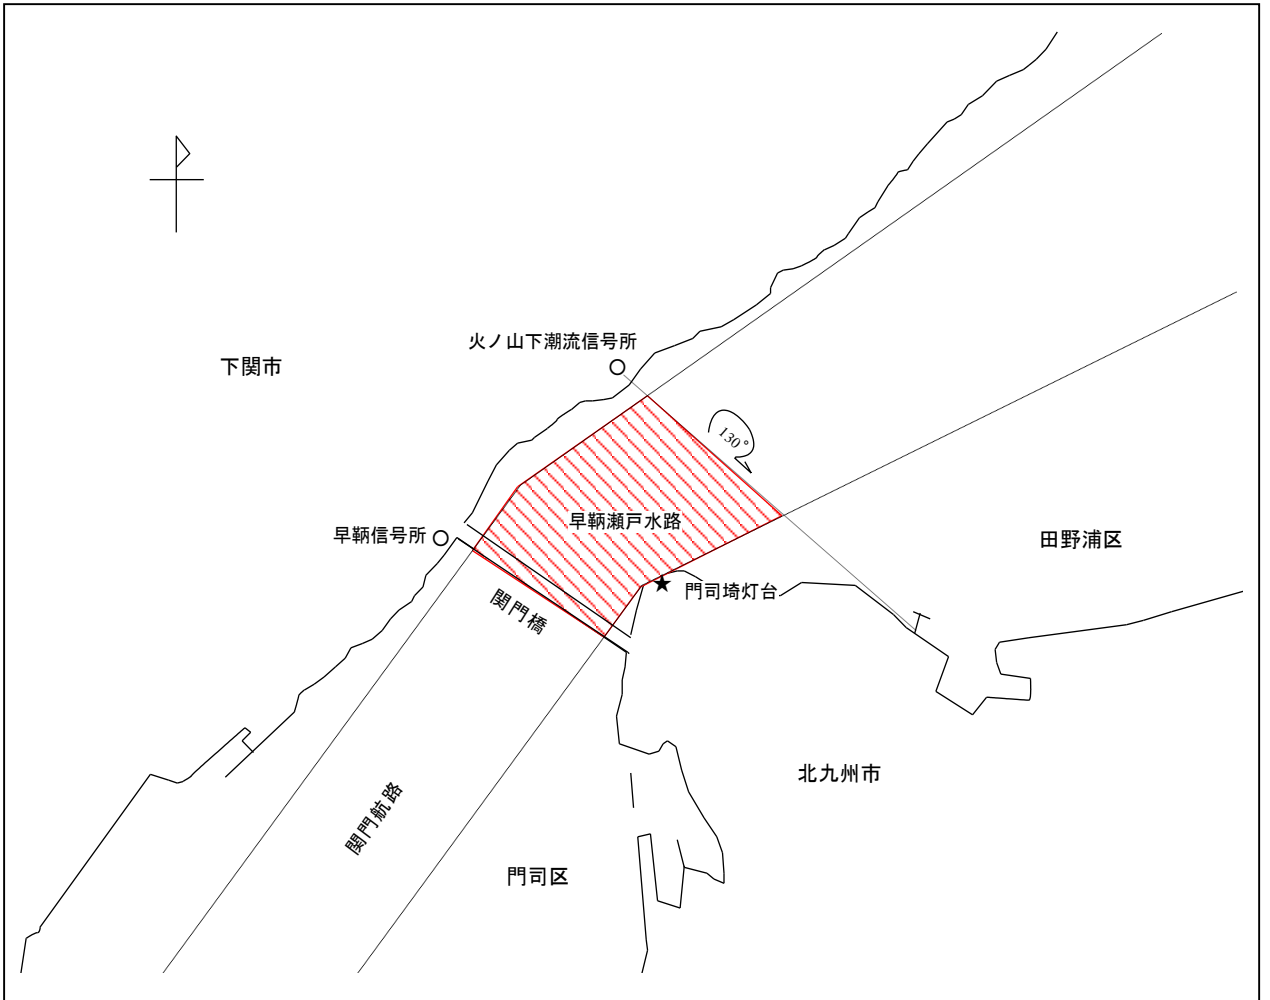 火ノ山下潮流信号所
下関市
130°
早鞆瀬戸水路
早鞆信号所
田野浦区
門司埼灯台
関門橋
北九州市
関門航路
門司区